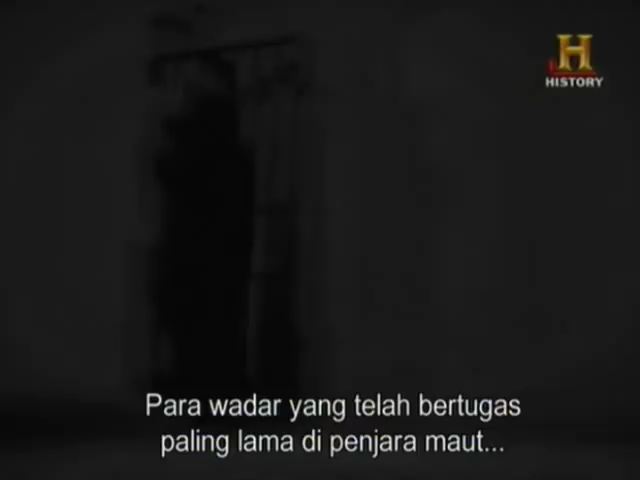 H
HISTORY
Para wadar yang telah bertugas
paling lama di penjara maut...